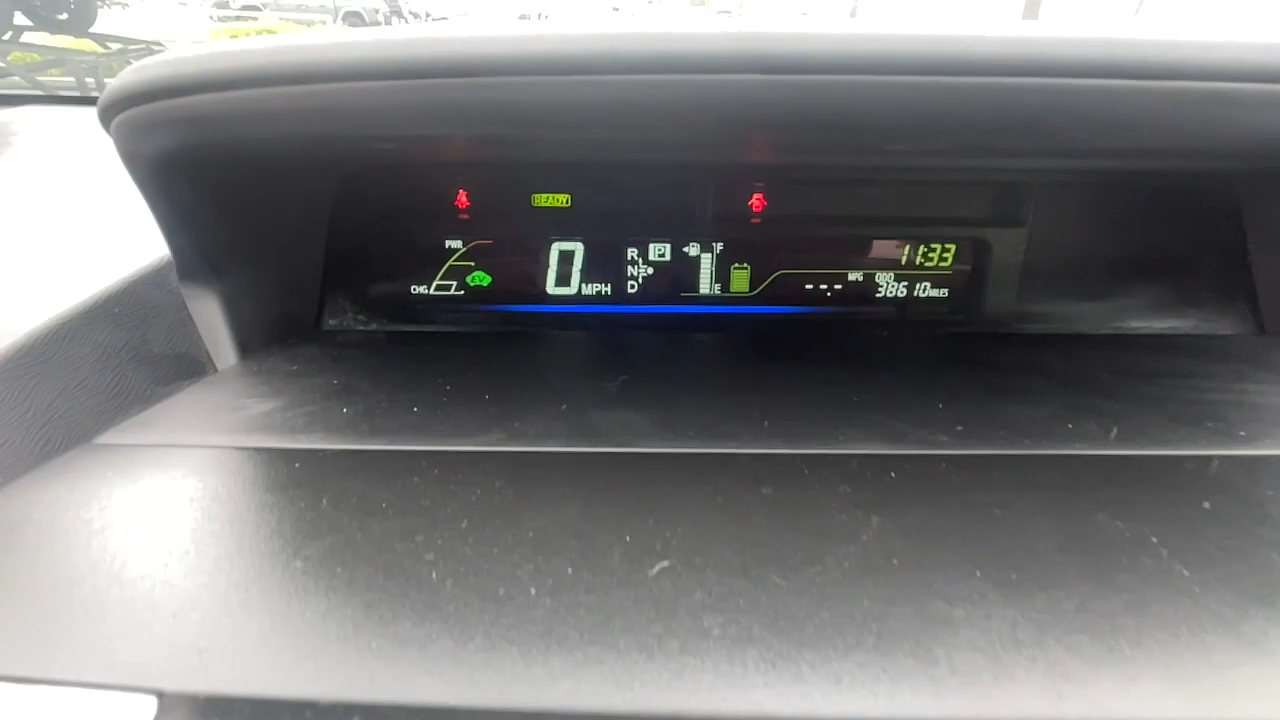 READY
PWR
EV
CHG
0 MPH
R P
N
D
F
E
11:33
---.- MPG
ODO
38610 MILES